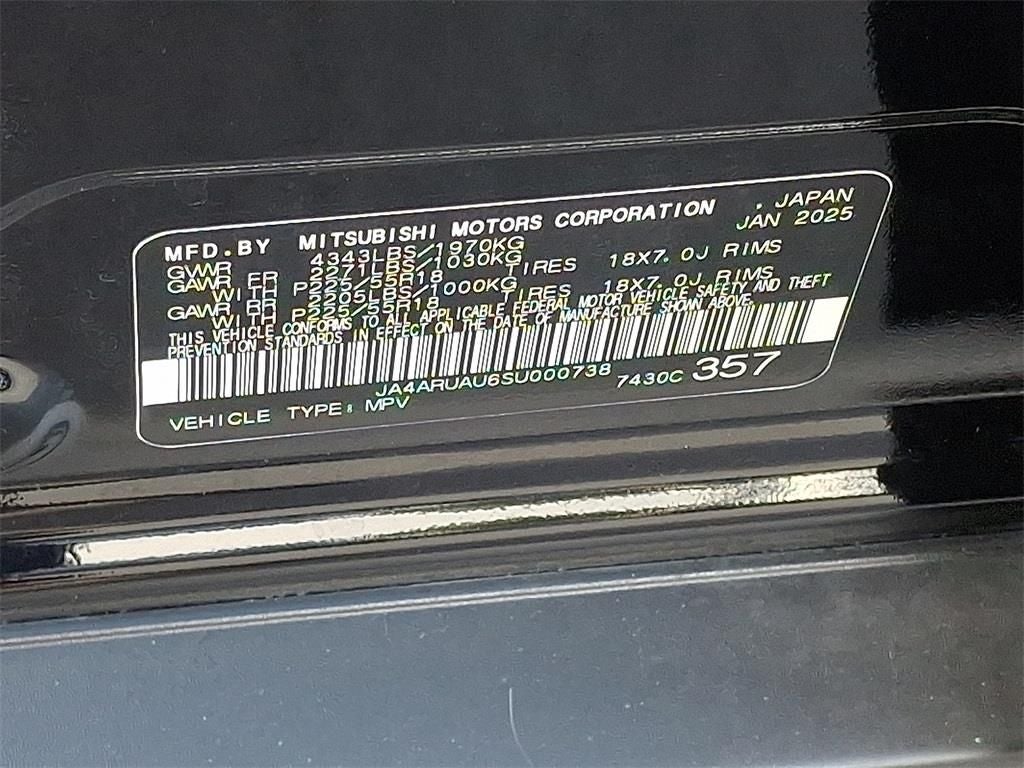 MFD.BY MITSUBISHI MOTORS CORPORATION , JAPAN
GVWR 4343LBS/1970KG JAN 2025
GAWR FR 2271LBS/1030KG
WITH P225/55R18 TIRES 18X7.0J RIMS
GAWR RR 2205LBS/1000KG
WITH P225/55R18 TIRES 18X7.0J RIMS
THIS VEHICLE CONFORMS TO ALL APPLICABLE FEDERAL MOTOR VEHICLE SAFETY AND THEFT
PREVENTION STANDARDS IN EFFECT ON THE DATE OF MANUFACTURE SHOWN ABOVE.
JA4ARUAU6SU000738 7430C 357
VEHICLE TYPE: MPV